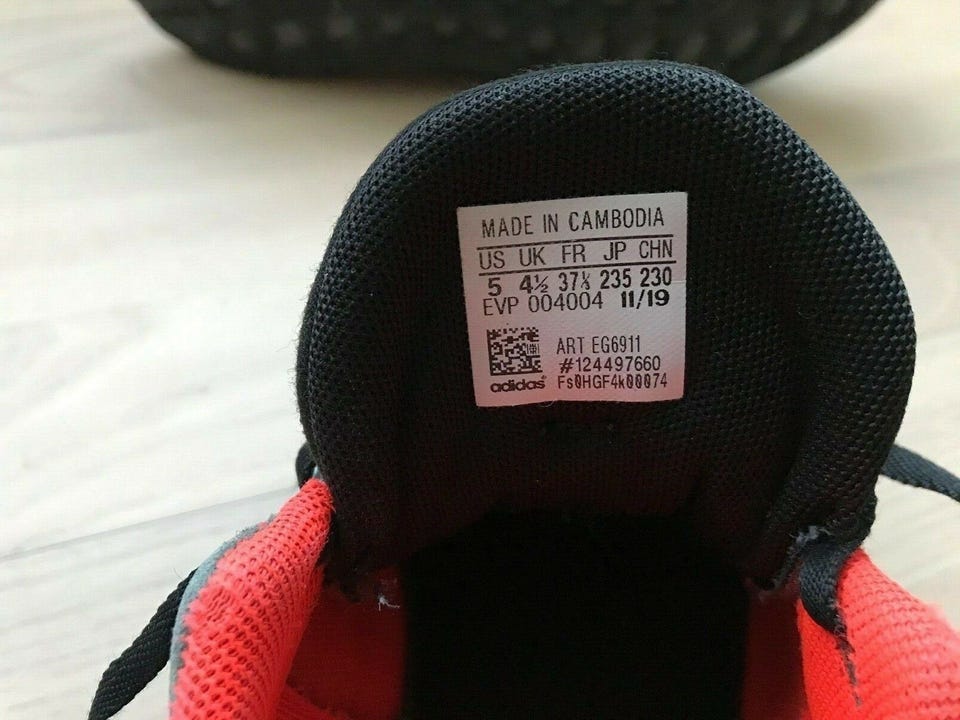 MADE IN CAMBODIA
US UK FR JP CHN
5 4½ 37⅓ 235 230
EVP 004004 11/19
ART EG6911
#124497660
adidas Fs0HGF4k00074